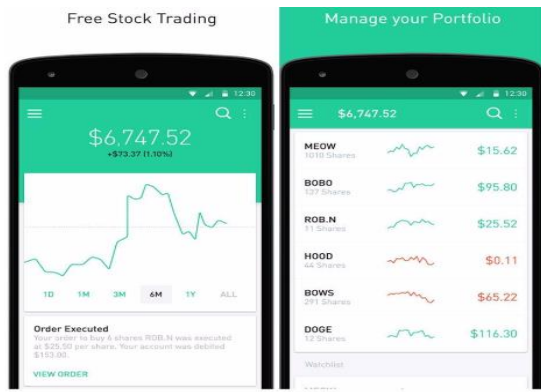 Free Stock Trading
12:30
$6,747.52
+$73.37 (1.10%)
1D 1M 3M 6M 1Y ALL
Order Executed
Your order to buy 6 shares ROB.N was executed
at $25.50 per share. Your account was debited
$153.00.
VIEW ORDER
Manage your Portfolio
12:30
$6,747.52
MEOW
1010 Shares
$15.62
BOBO
137 Shares
$95.80
ROB.N
11 Shares
$25.52
HOOD
44 Shares
$0.11
BOWS
291 Shares
$65.22
DOGE
12 Shares
$116.30
Watchlist